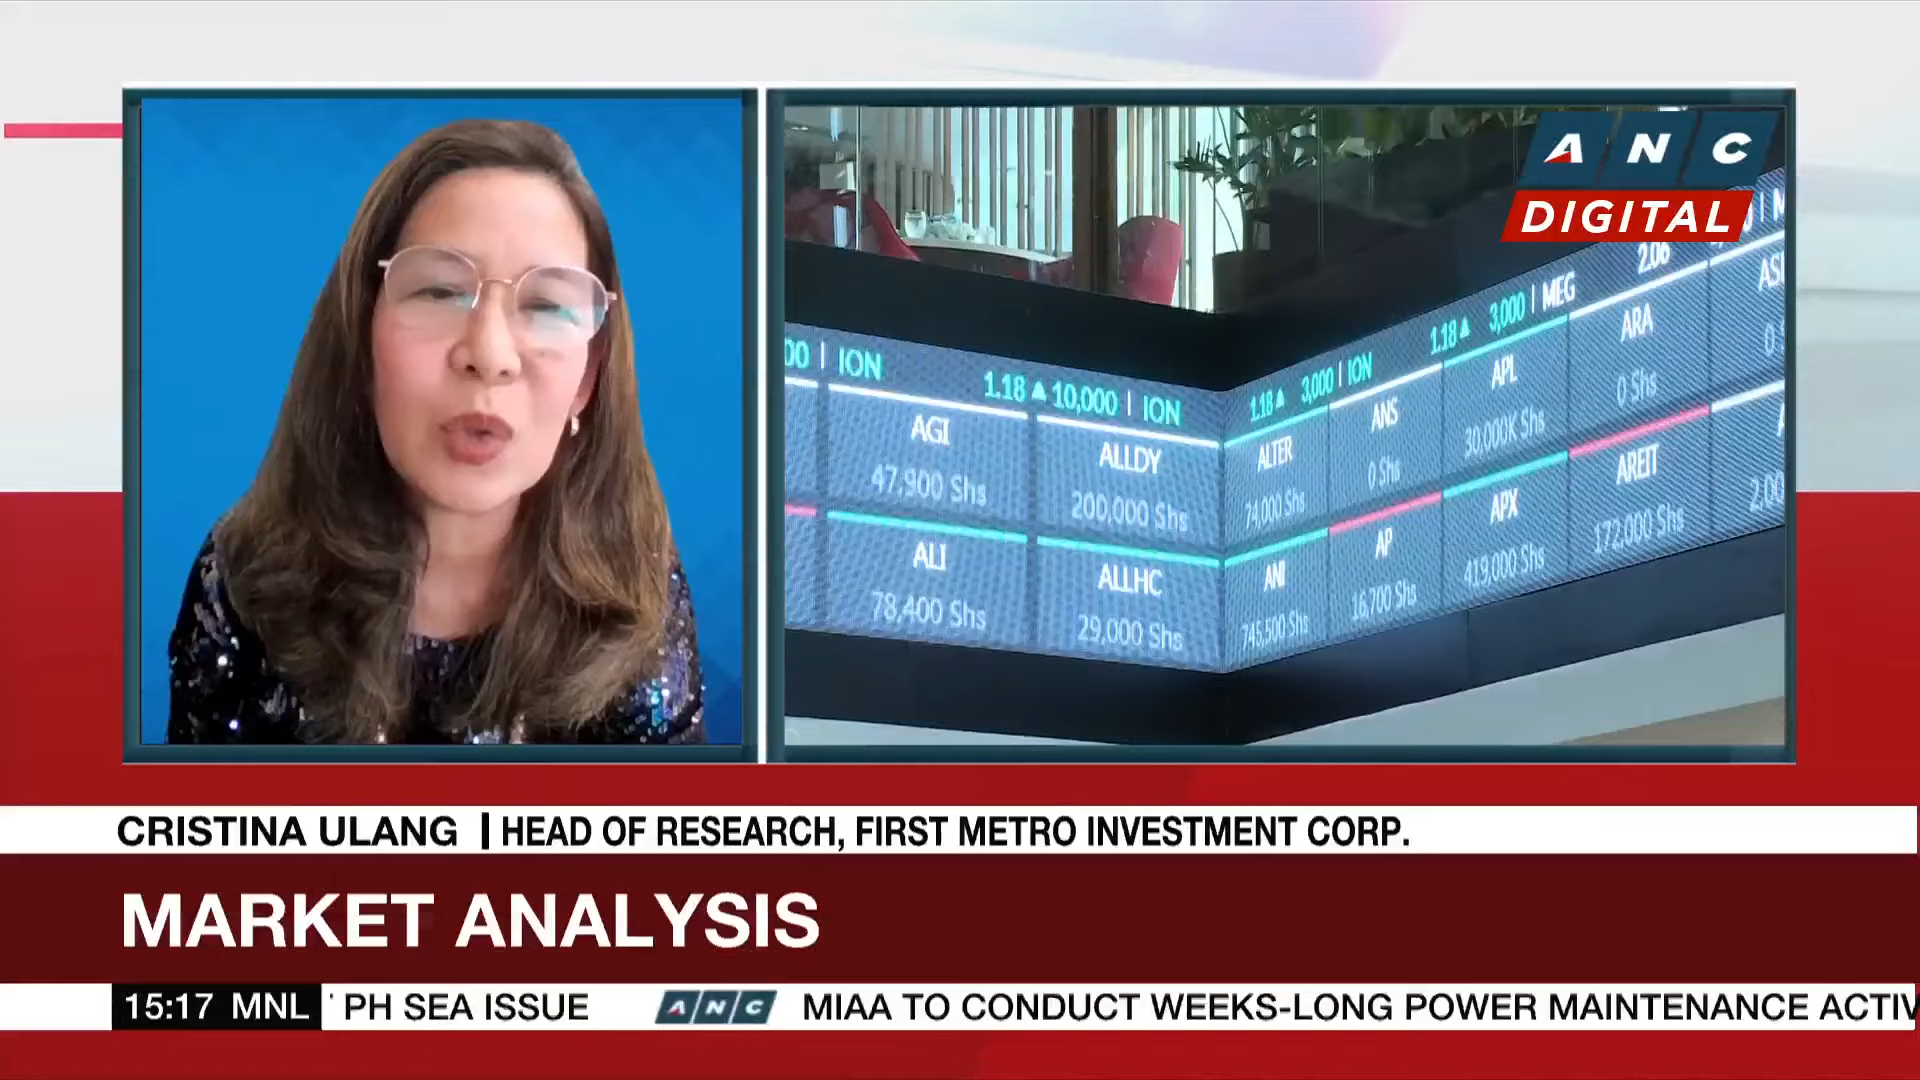 ANC
DIGITAL
00 | ION 1.18 ▲ 10,000 | ION
1.18 ▲ 3,000 | ION 1.18 ▲ 3,000 | MEG 2.06
AGI
47,900 Shs
ALLDY
200,000 Shs
ALTER
74,000 Shs
ANS
0 Shs
APL
30,000K Shs
ARA
0 Shs
ALI
78,400 Shs
ALLHC
29,000 Shs
ANI
AP
16,700 Shs
APX
419,000 Shs
AREIT
172,000 Shs
2,00
CRISTINA ULANG | HEAD OF RESEARCH, FIRST METRO INVESTMENT CORP.
MARKET ANALYSIS
15:17 MNL ' PH SEA ISSUE ANC MIAA TO CONDUCT WEEKS-LONG POWER MAINTENANCE ACTIV